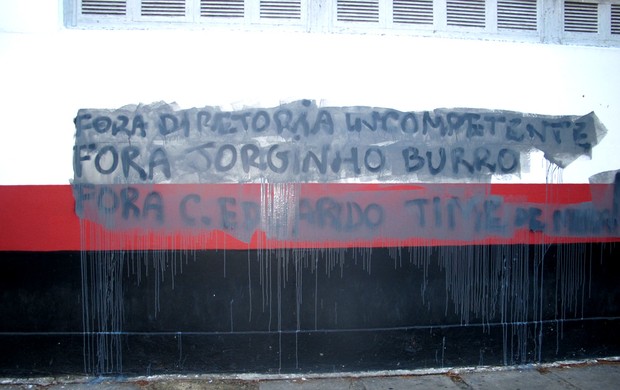 FORA DIRETORIA INCOMPETENTE
FORA JORGINHO BURRO
FORA C. EDUARDO TIME DE